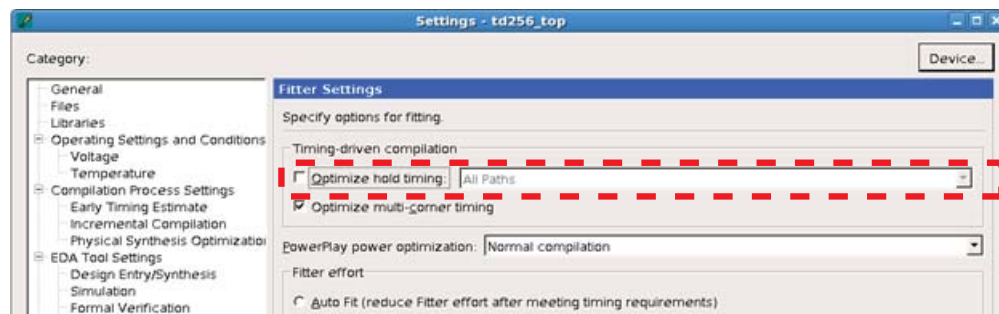 Settings - td256_top
Category:
Device...
General
Files
Libraries
Operating Settings and Conditions
Voltage
Temperature
Compilation Process Settings
Early Timing Estimate
Incremental Compilation
Physical Synthesis Optimization
EDA Tool Settings
Design Entry/Synthesis
Simulation
Formal Verification
Fitter Settings
Specify options for fitting.
Timing-driven compilation
Optimize hold timing: All Paths
Optimize multi-corner timing
PowerPlay power optimization: Normal compilation
Fitter effort
Auto Fit (reduce Fitter effort after meeting timing requirements)